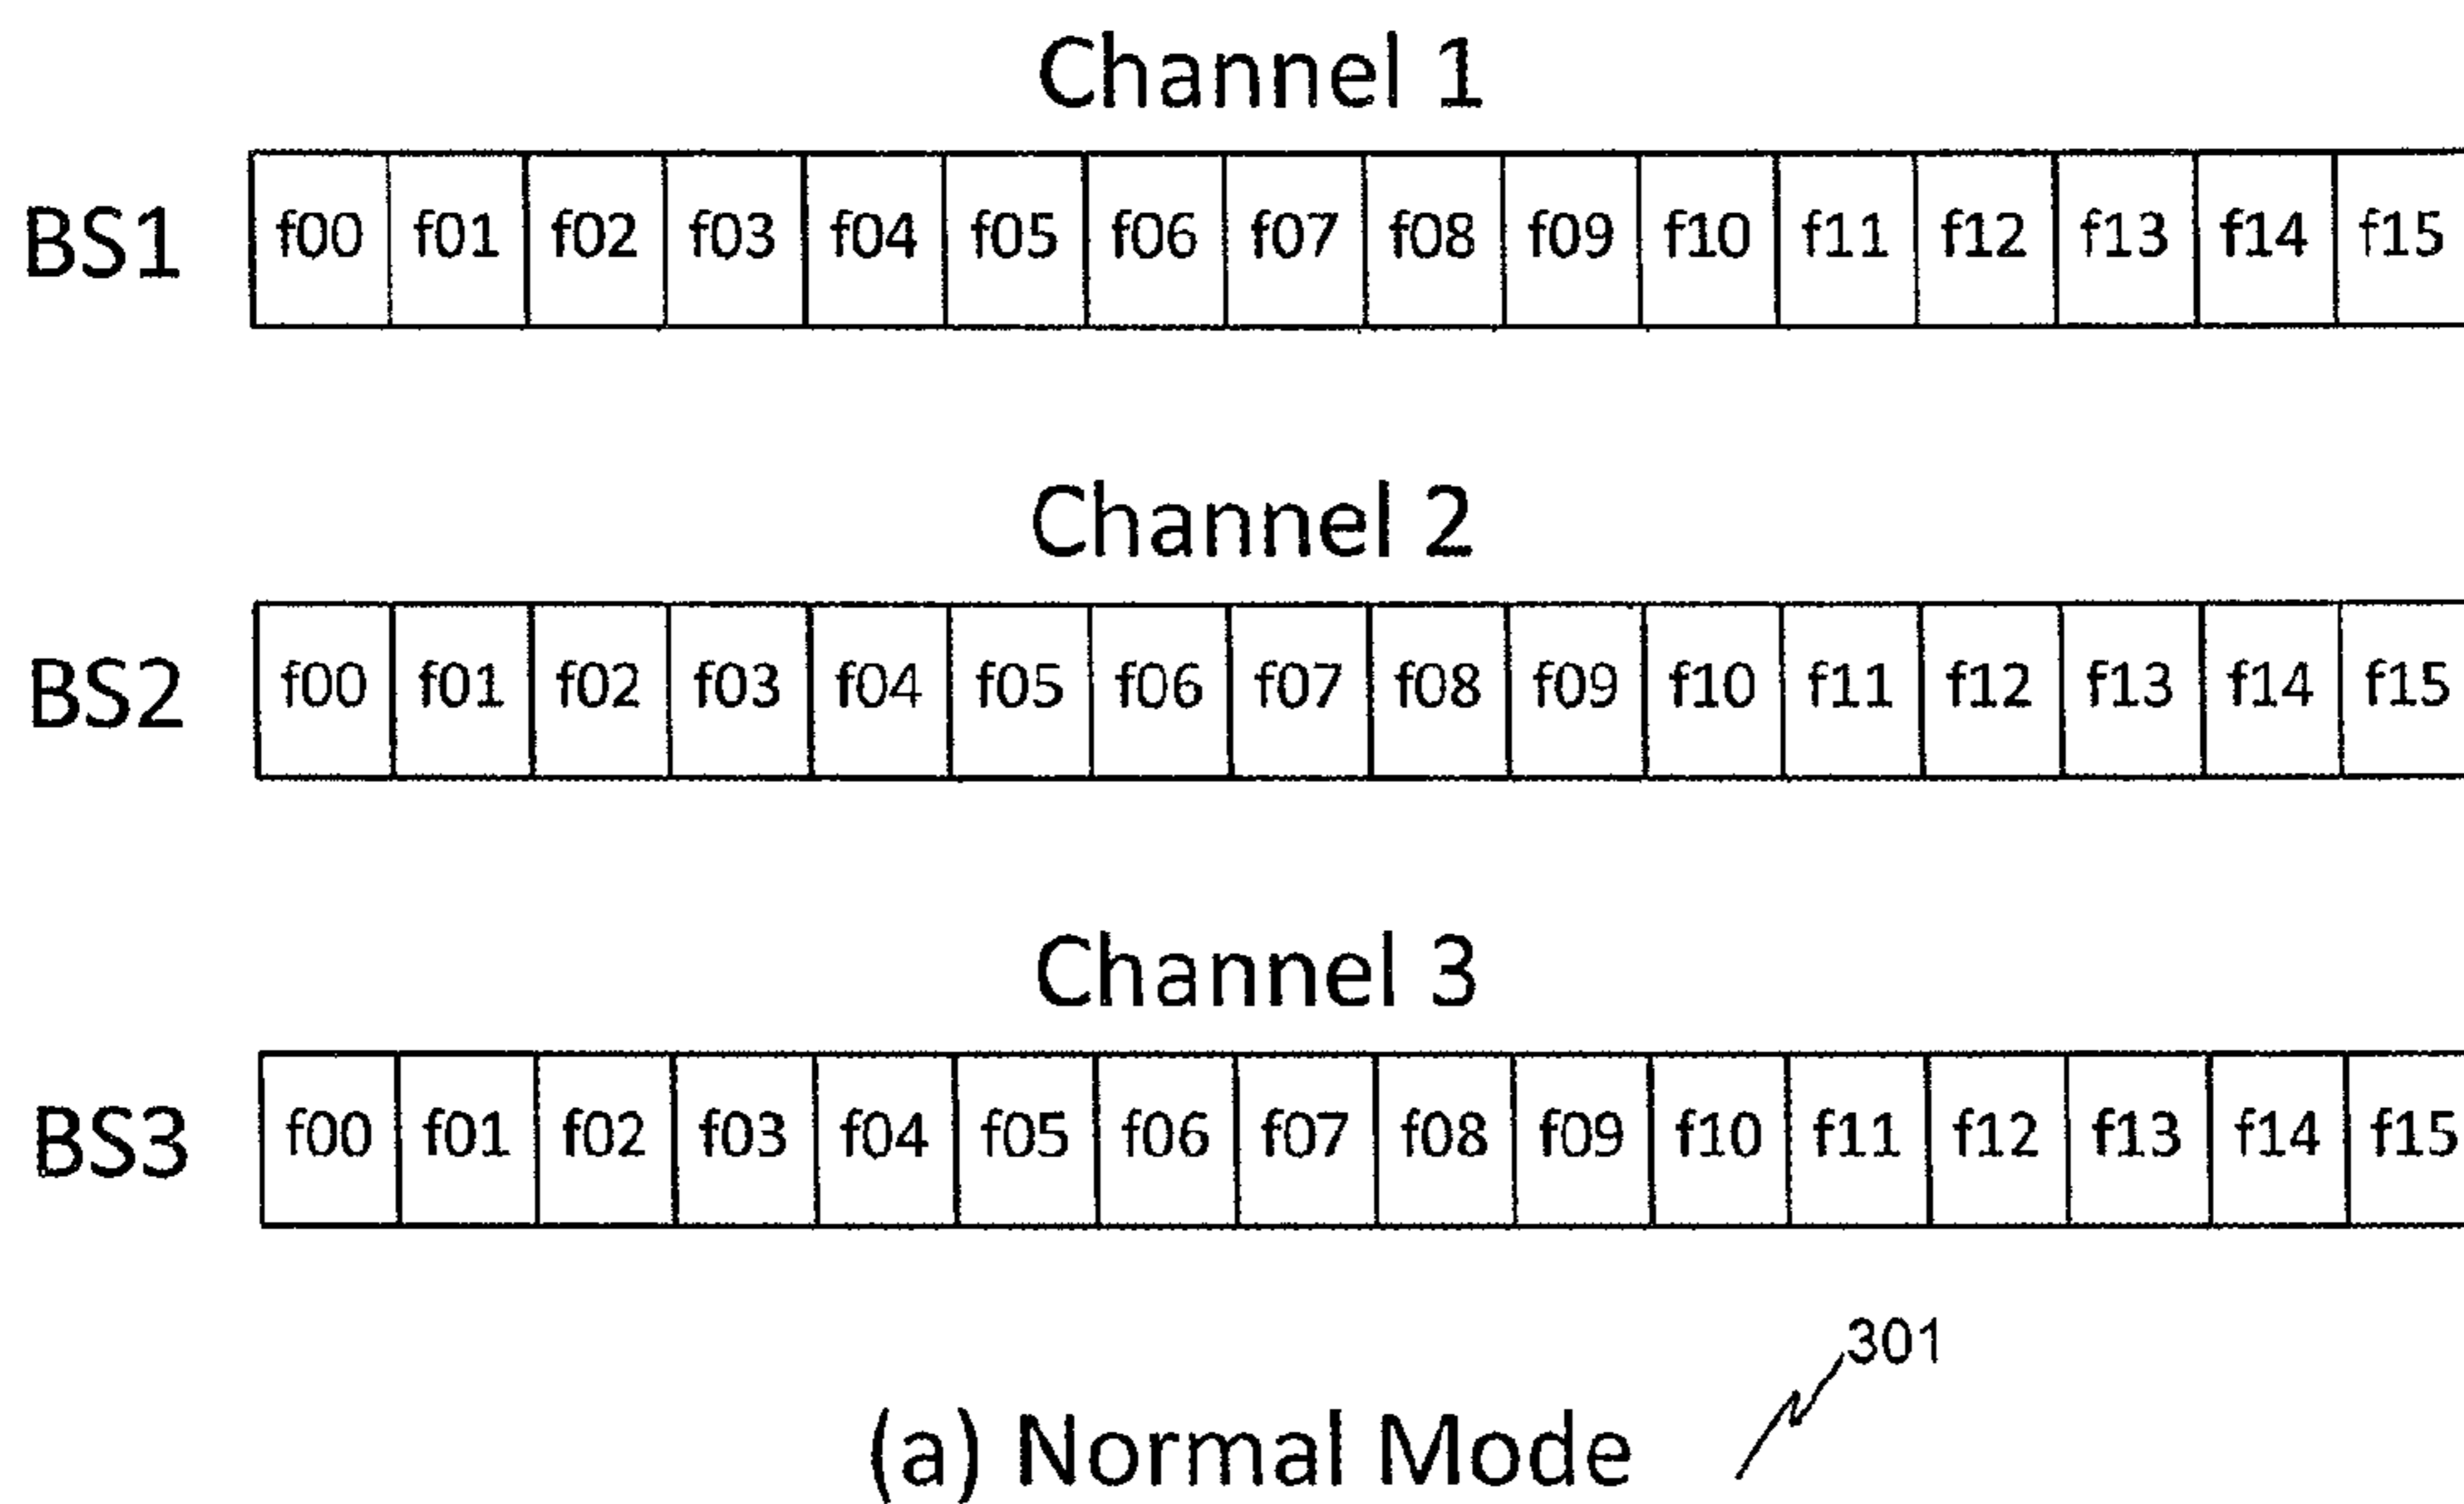 Channel 1
BS1 f00 f01 f02 f03 f04 f05 f06 f07 f08 f09 f10 f11 f12 f13 f14 f15
Channel 2
BS2 f00 f01 f02 f03 f04 f05 f06 f07 f08 f09 f10 f11 f12 f13 f14 f15
Channel 3
BS3 f00 f01 f02 f03 f04 f05 f06 f07 f08 f09 f10 f11 f12 f13 f14 f15
301
(a) Normal Mode